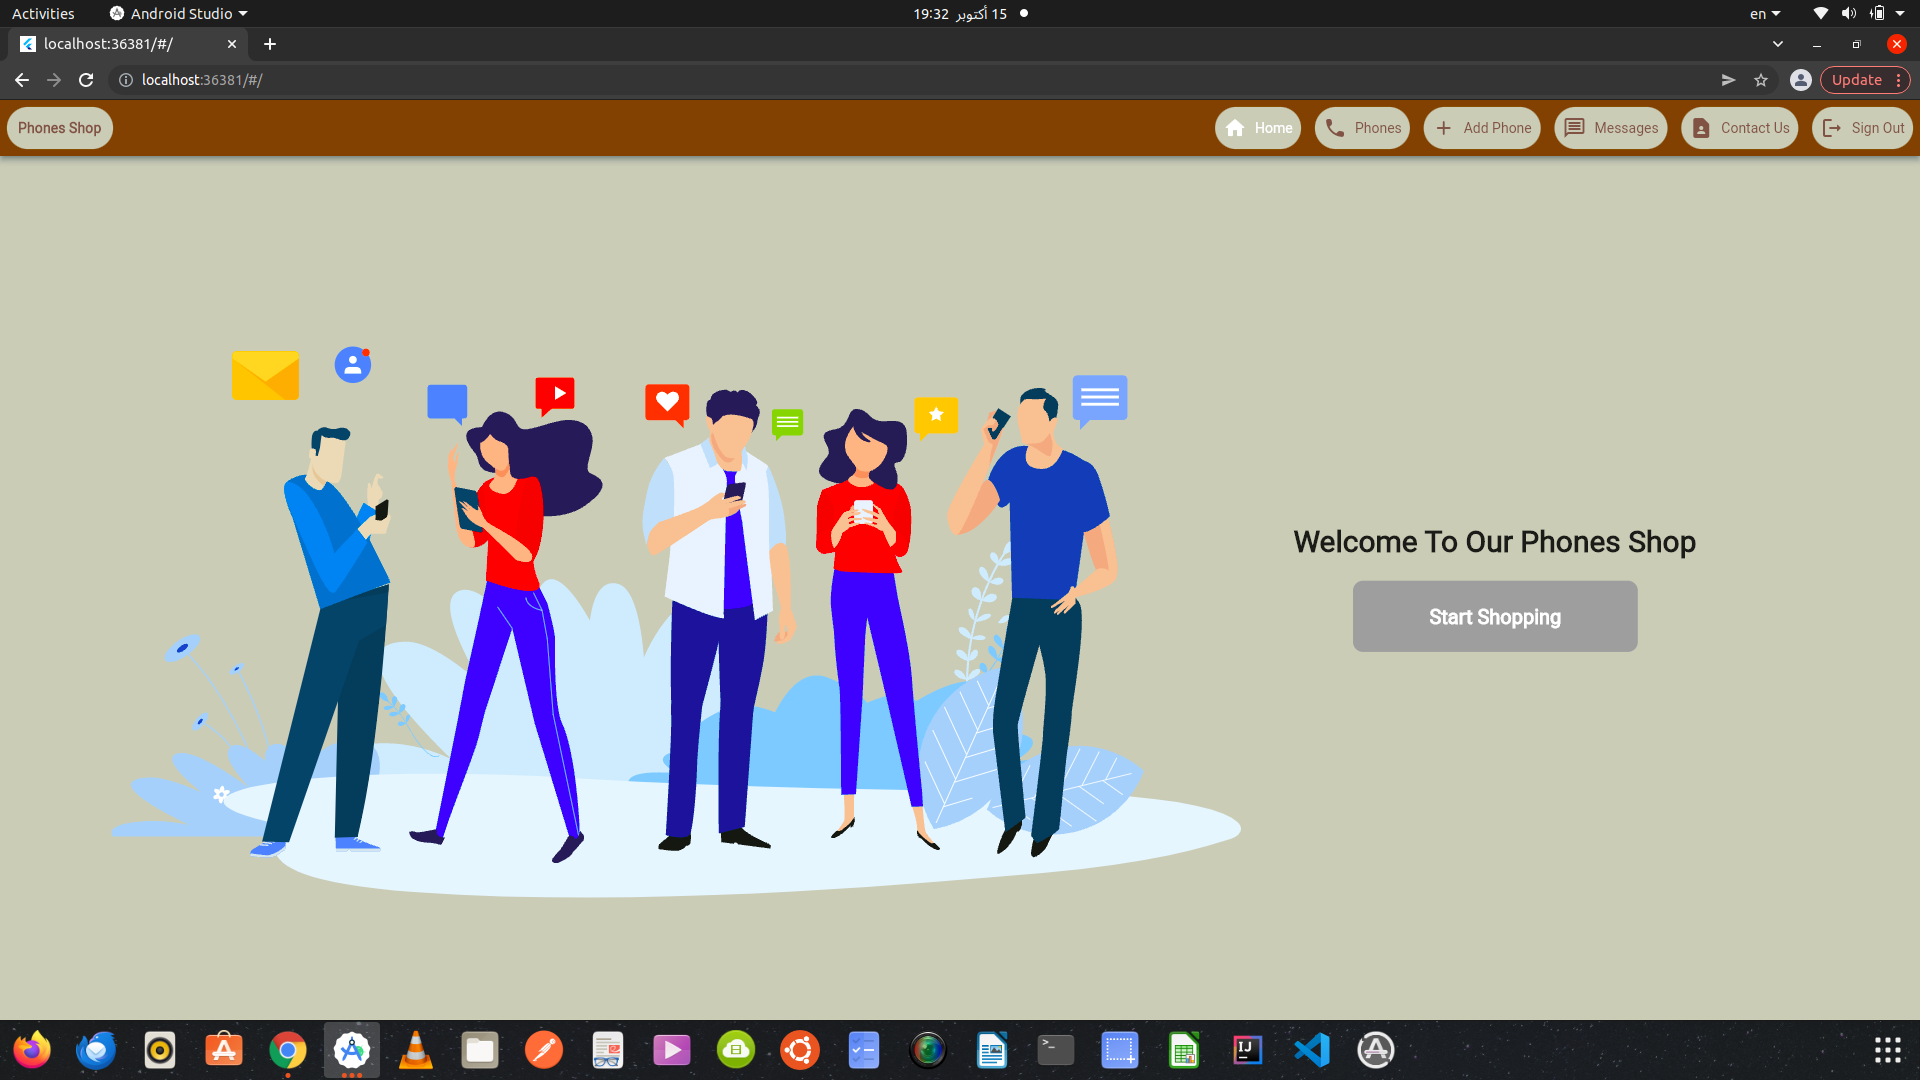 Activities
Android Studio
15 أكتوبر 19:32
en
localhost:36381/#/
localhost:36381/#/
Update
Phones Shop
Home
Phones
Add Phone
Messages
Contact Us
Sign Out
Welcome To Our Phones Shop
Start Shopping
>_
IJ